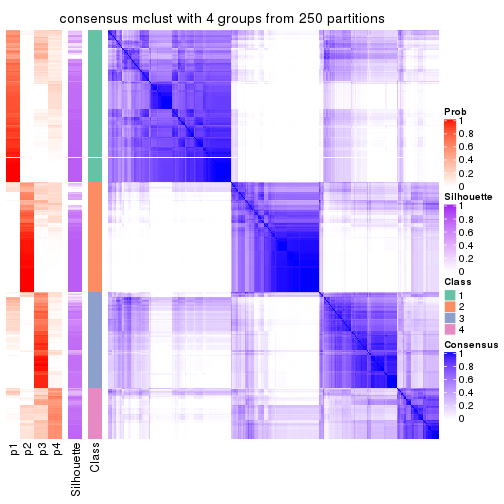 consensus mclust with 4 groups from 250 partitions
Prob
1
0.8
0.6
0.4
0.2
0
Silhouette
1
0.8
0.6
0.4
0.2
0
Class
1
2
3
4
Consensus
1
0.8
0.6
0.4
0.2
0
p1
p2
p3
p4
Silhouette
Class